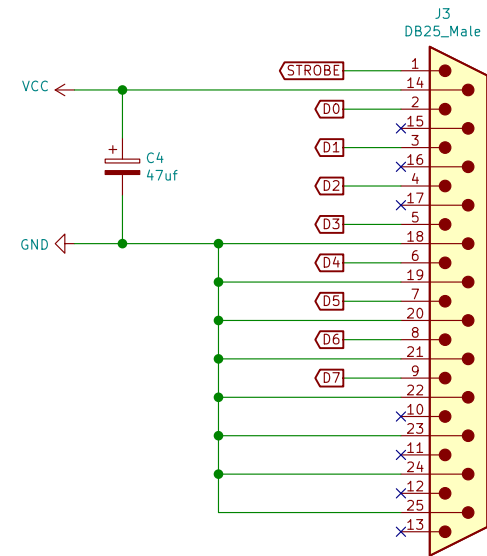 J3
DB25_Male
STROBE 1
VCC 14
D0 2
15
D1 3
+ 16
C4
D2 4
47uf
17
D3 5
GND 18
D4 6
19
D5 7
20
D6 8
21
D7 9
22
10
23
11
24
12
25
13